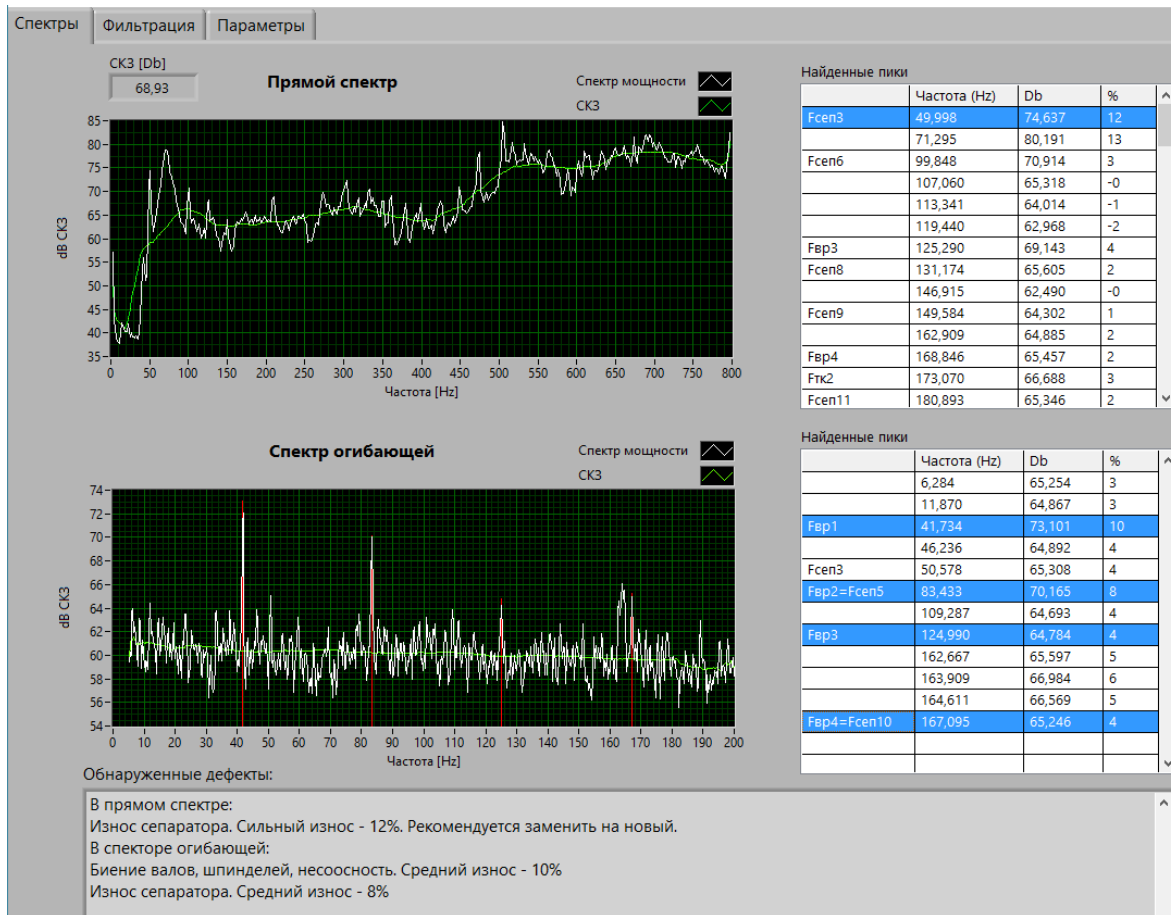 Спектры Фильтрация Параметры
СКЗ [Db]
68,93
Прямой спектр
Спектр мощности
СКЗ
85
80
75
70
65
60
55
50
45
40
35
dB СКЗ
0 50 100 150 200 250 300 350 400 450 500 550 600 650 700 750 800
Частота [Hz]
Найденные пики
Частота (Hz) Db %
Fсеп3 49,998 74,637 12
71,295 80,191 13
Fсеп6 99,848 70,914 3
107,060 65,318 -0
113,341 64,014 -1
119,440 62,968 -2
Fвр3 125,290 69,143 4
Fсеп8 131,174 65,605 2
146,915 62,490 -0
Fсеп9 149,584 64,302 1
162,909 64,885 2
Fвр4 168,846 65,457 2
Fтк2 173,070 66,688 3
Fсеп11 180,893 65,346 2
Спектр огибающей
Спектр мощности
СКЗ
74
72
70
68
66
64
62
60
58
56
54
dB СКЗ
0 10 20 30 40 50 60 70 80 90 100 110 120 130 140 150 160 170 180 190 200
Частота [Hz]
Найденные пики
Частота (Hz) Db %
6,284 65,254 3
11,870 64,867 3
Fвр1 41,734 73,101 10
46,236 64,892 4
Fсеп3 50,578 65,308 4
Fвр2=Fсеп5 83,433 70,165 8
109,287 64,693 4
Fвр3 124,990 64,784 4
162,667 65,597 5
163,909 66,984 6
164,611 66,569 5
Fвр4=Fсеп10 167,095 65,246 4
Обнаруженные дефекты:
В прямом спектре:
Износ сепаратора. Сильный износ - 12%. Рекомендуется заменить на новый.
В спекторе огибающей:
Биение валов, шпинделей, несоосность. Средний износ - 10%
Износ сепаратора. Средний износ - 8%